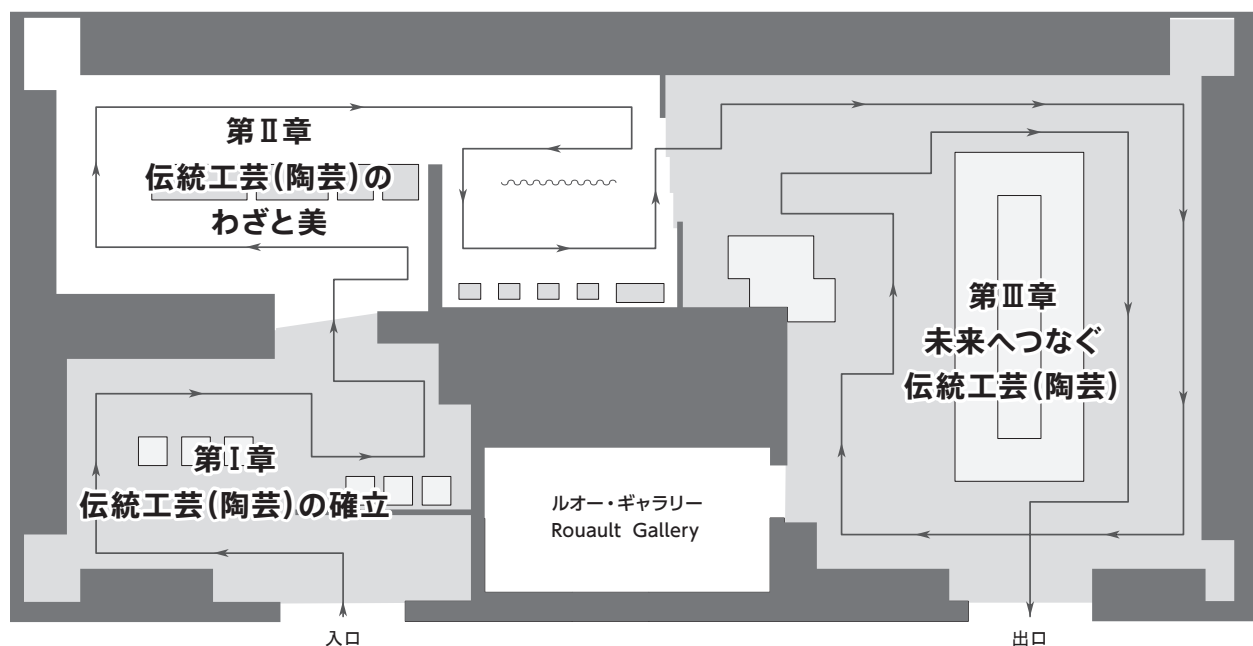 第Ⅱ章
伝統工芸(陶芸)の
わざと美
第Ⅲ章
未来へつなぐ
伝統工芸(陶芸)
第Ⅰ章
伝統工芸(陶芸)の確立
ルオー・ギャラリー
Rouault Gallery
入口
出口